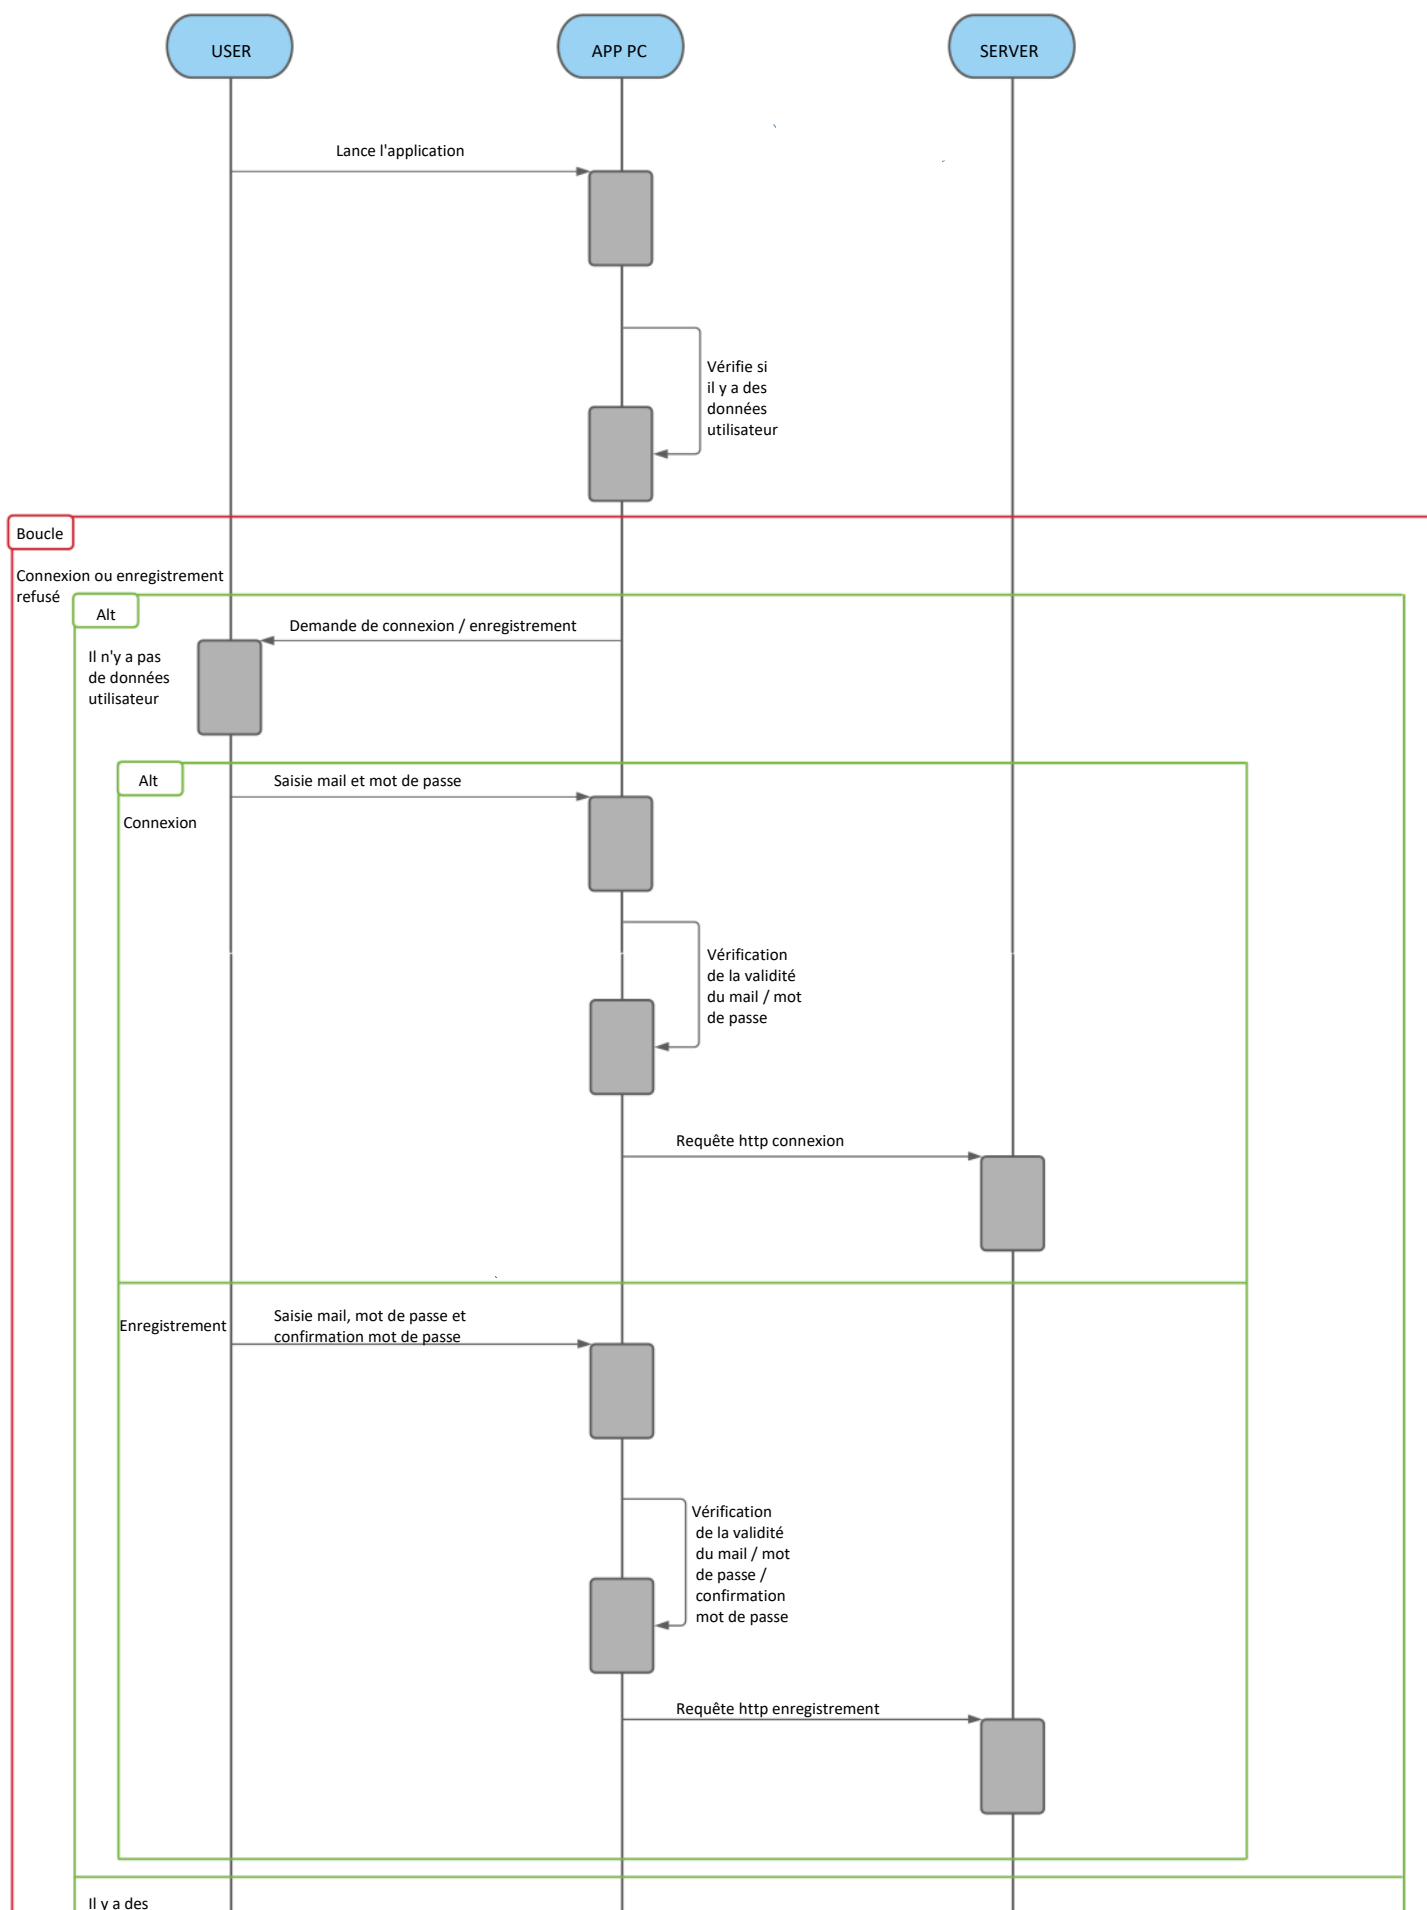 USER
APP PC
SERVER
Lance l'application
Vérifie si
il y a des
données
utilisateur
Boucle
Connexion ou enregistrement
refusé
Alt
Demande de connexion / enregistrement
Il n'y a pas
de données
utilisateur
Alt
Saisie mail et mot de passe
Connexion
Vérification
de la validité
du mail / mot
de passe
Requête http connexion
Enregistrement
Saisie mail, mot de passe et
confirmation mot de passe
Vérification
de la validité
du mail / mot
de passe /
confirmation
mot de passe
Requête http enregistrement
Il y a des